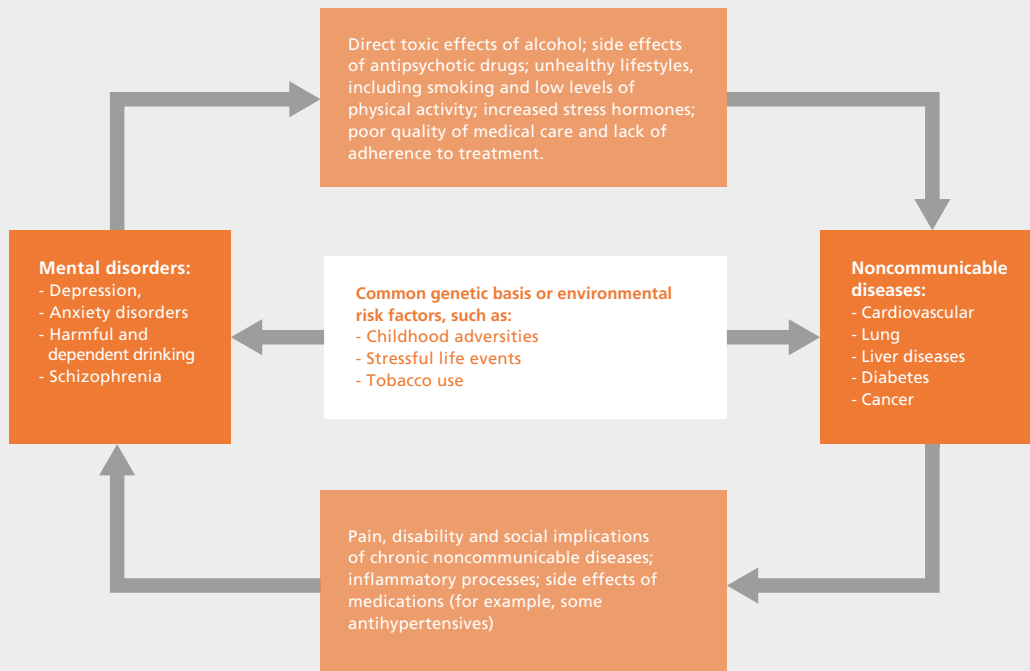 Direct toxic effects of alcohol; side effects
of antipsychotic drugs; unhealthy lifestyles,
including smoking and low levels of
physical activity; increased stress hormones;
poor quality of medical care and lack of
adherence to treatment.
Mental disorders:
- Depression,
- Anxiety disorders
- Harmful and
dependent drinking
- Schizophrenia
Common genetic basis or environmental
risk factors, such as:
- Childhood adversities
- Stressful life events
- Tobacco use
Noncommunicable
diseases:
- Cardiovascular
- Lung
- Liver diseases
- Diabetes
- Cancer
Pain, disability and social implications
of chronic noncommunicable diseases;
inflammatory processes; side effects of
medications (for example, some
antihypertensives)